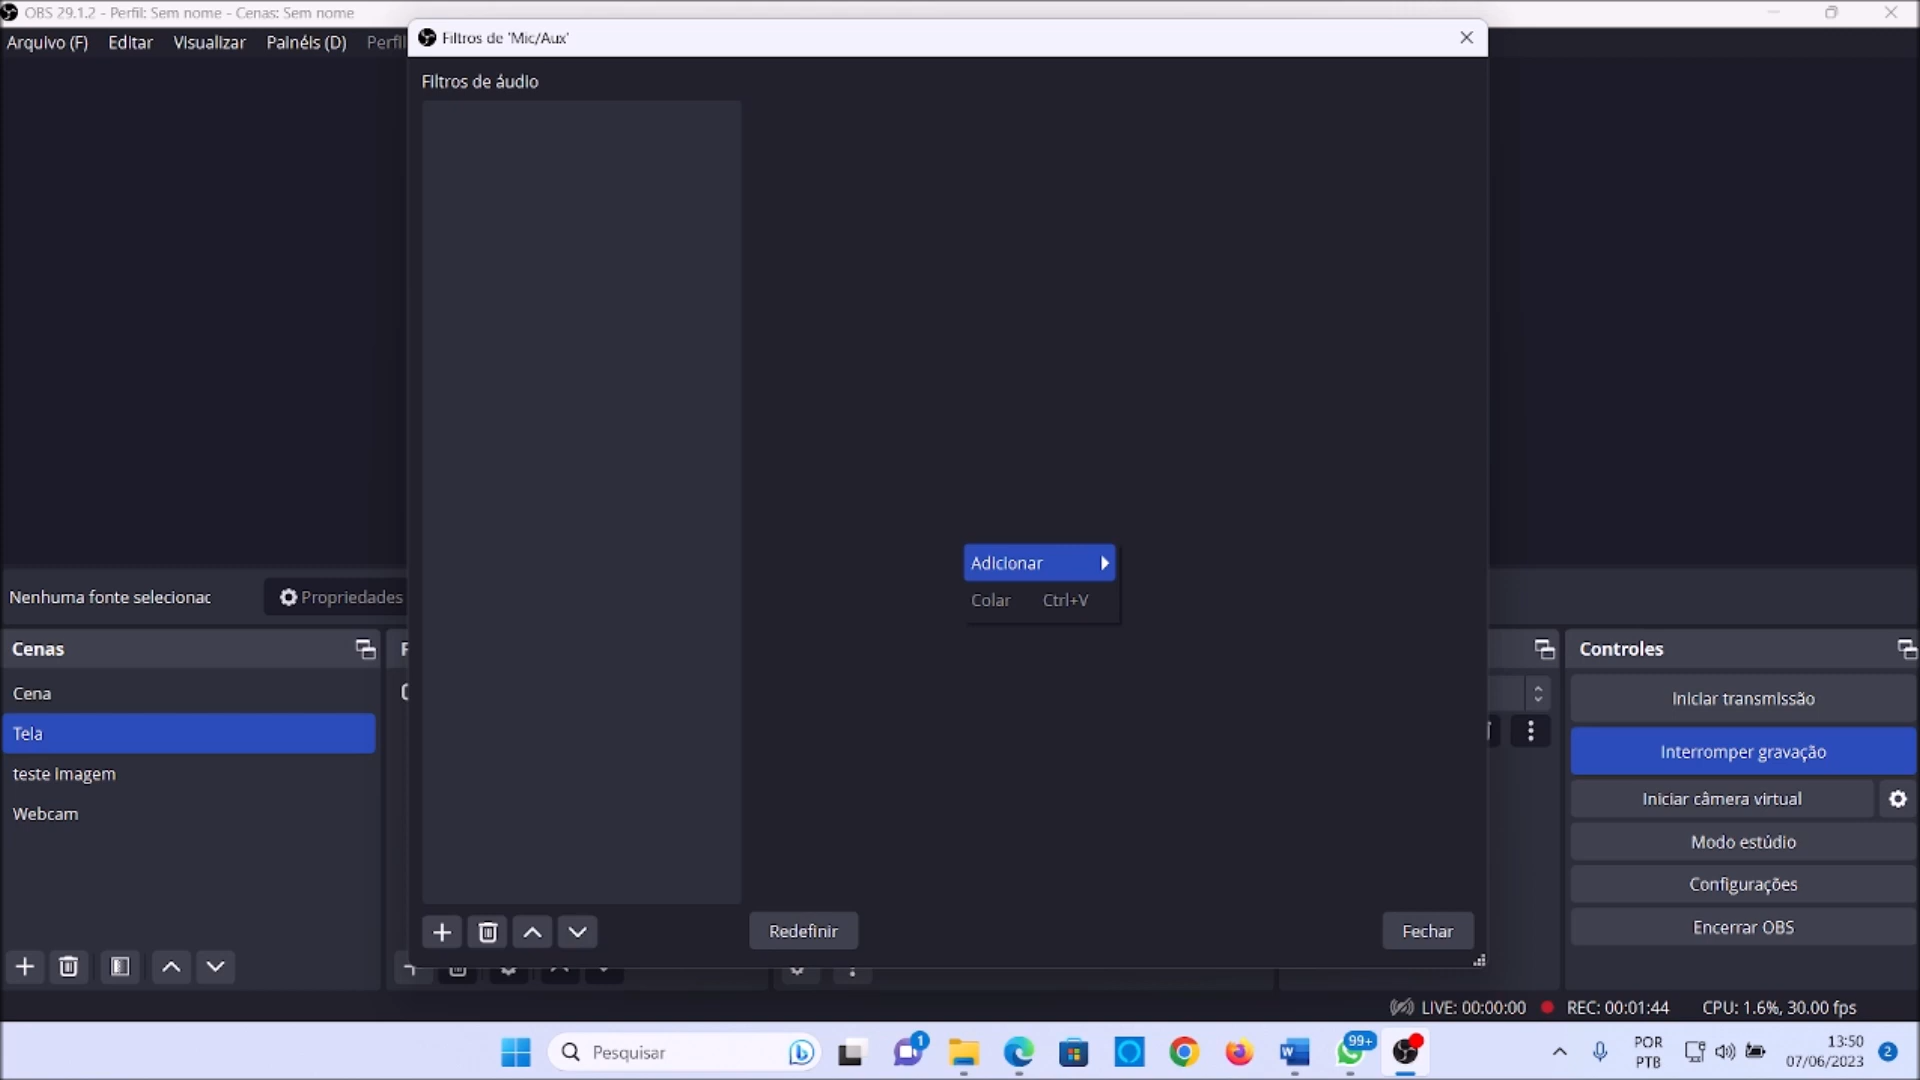 OBS 29.1.2 - Perfil: Sem nome - Cenas: Sem nome
Arquivo (F) Editar Visualizar Painéis (D) Perfil
Filtros de 'Mic/Aux'
Filtros de áudio
Adicionar
Colar Ctrl+V
Redefinir
Fechar
Nenhuma fonte selecionac
Propriedades
Cenas
Cena
Tela
teste imagem
Webcam
Controles
Iniciar transmissão
Interromper gravação
Iniciar câmera virtual
Modo estúdio
Configurações
Encerrar OBS
LIVE: 00:00:00 REC: 00:01:44 CPU: 1.6%, 30.00 fps
Pesquisar
1
99+
POR
PTB
13:50
07/06/2023
2